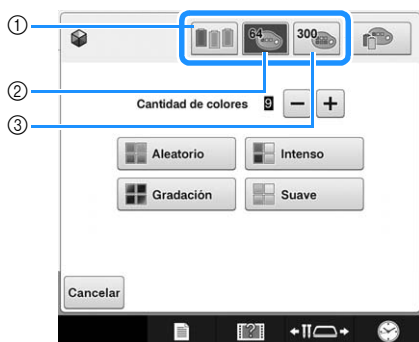 ①
64
300
②
③
Cantidad de colores 9 − +
Aleatorio
Intenso
Gradación
Suave
Cancelar